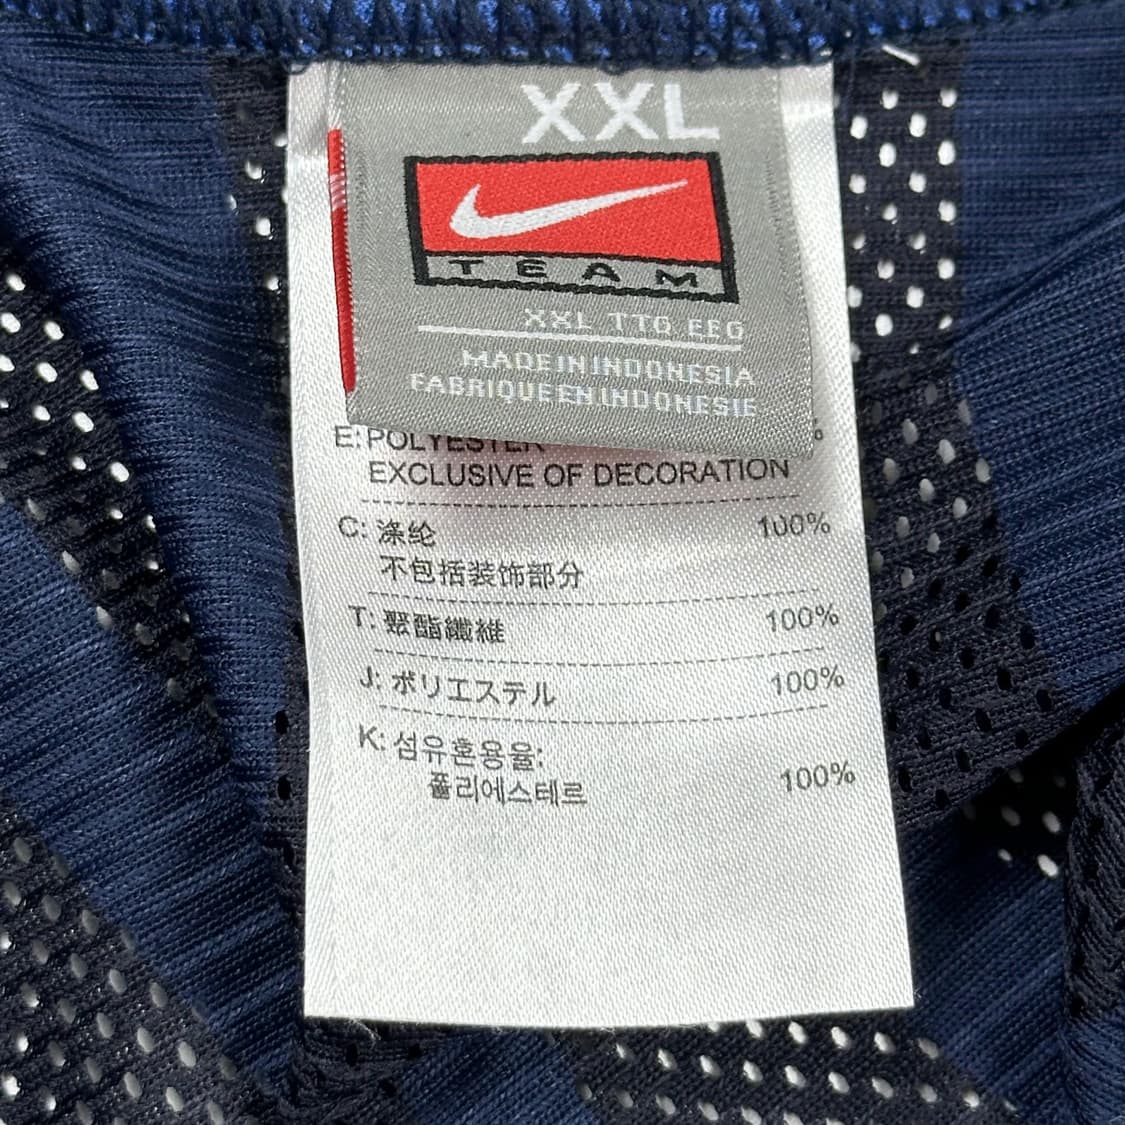 XXL
TEAM
XXL TTG EEG
MADE IN INDONESIA
FABRIQUE EN INDONESIE
E: POLYESTER %
EXCLUSIVE OF DECORATION
C: 涤纶 100%
不包括装饰部分
T: 聚酯纖維 100%
J: ポリエステル 100%
K: 섬유혼용율:
폴리에스테르 100%